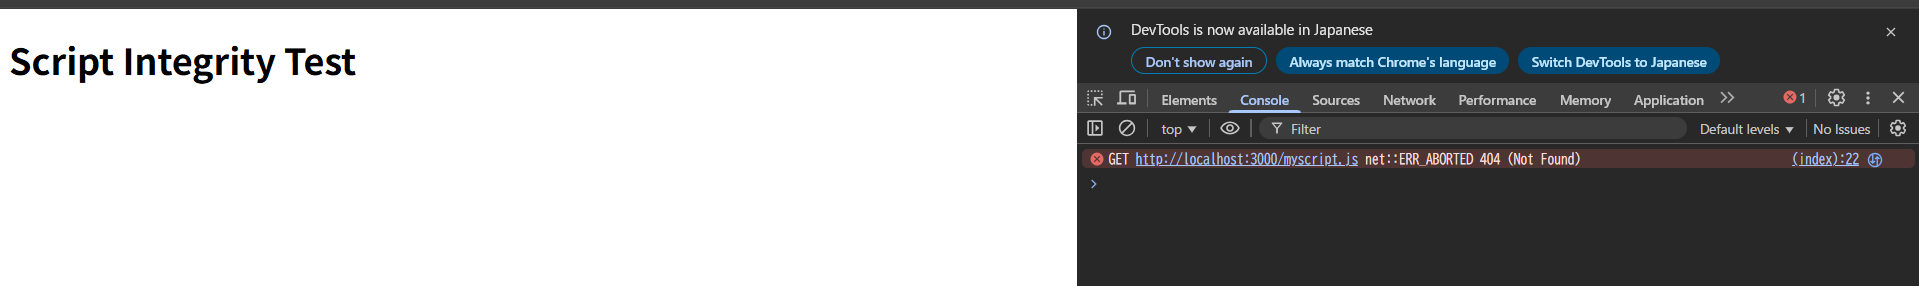 Script Integrity Test
DevTools is now available in Japanese
Don't show again Always match Chrome's language Switch DevTools to Japanese
Elements Console Sources Network Performance Memory Application 1
top Filter Default levels No Issues
GET http://localhost:3000/myscript.js net::ERR_ABORTED 404 (Not Found) (index):22